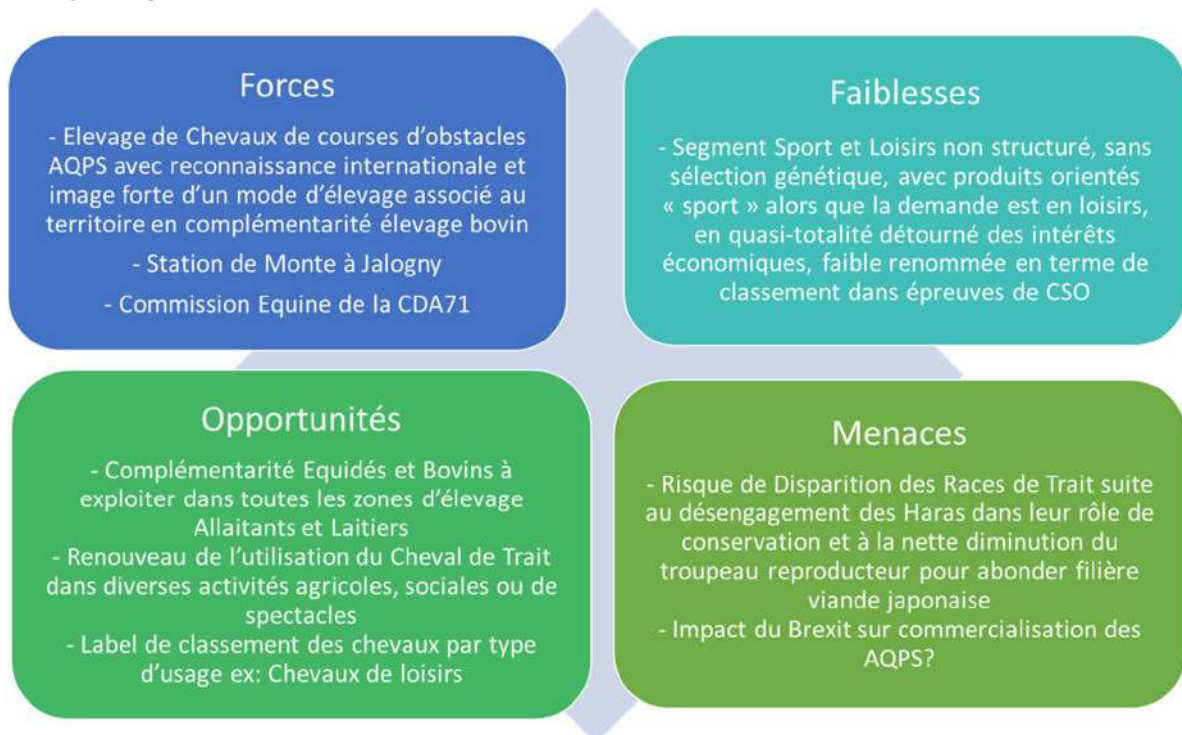 Forces
- Elevage de Chevaux de courses d'obstacles
AQPS avec reconnaissance internationale et
image forte d'un mode d'élevage associé au
territoire en complémentarité élevage bovin
- Station de Monte à Jalogny
- Commission Equine de la CDA71
Faiblesses
- Segment Sport et Loisirs non structuré, sans
sélection génétique, avec produits orientés
« sport » alors que la demande est en loisirs,
en quasi-totalité détourné des intérêts
économiques, faible renommée en terme de
classement dans épreuves de CSO
Opportunités
- Complémentarité Equidés et Bovins à
exploiter dans toutes les zones d'élevage
Allaitants et Laitiers
- Renouveau de l'utilisation du Cheval de Trait
dans diverses activités agricoles, sociales ou de
spectacles
- Label de classement des chevaux par type
d'usage ex: Chevaux de loisirs
Menaces
- Risque de Disparition des Races de Trait suite
au désengagement des Haras dans leur rôle de
conservation et à la nette diminution du
troupeau reproducteur pour abonder filière
viande japonaise
- Impact du Brexit sur commercialisation des
AQPS?